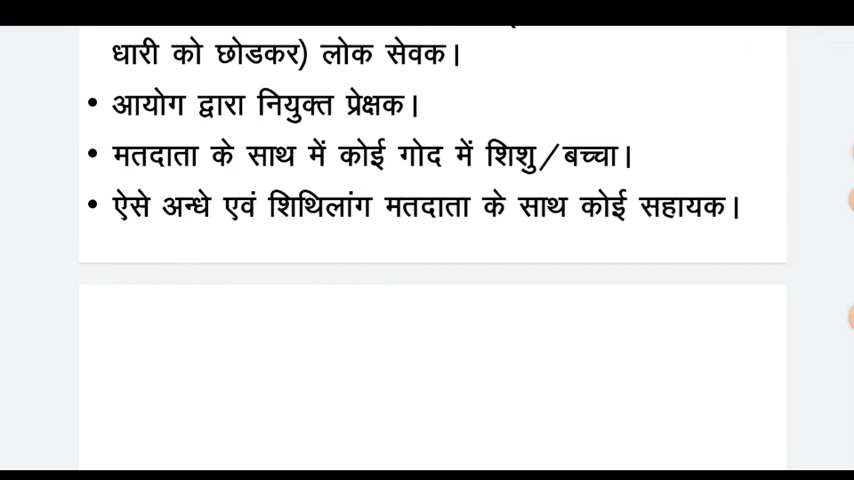 धारी को छोडकर) लोक सेवक।
• आयोग द्वारा नियुक्त प्रेक्षक।
• मतदाता के साथ में कोई गोद में शिशु/बच्चा।
• ऐसे अन्धे एवं शिथिलांग मतदाता के साथ कोई सहायक।